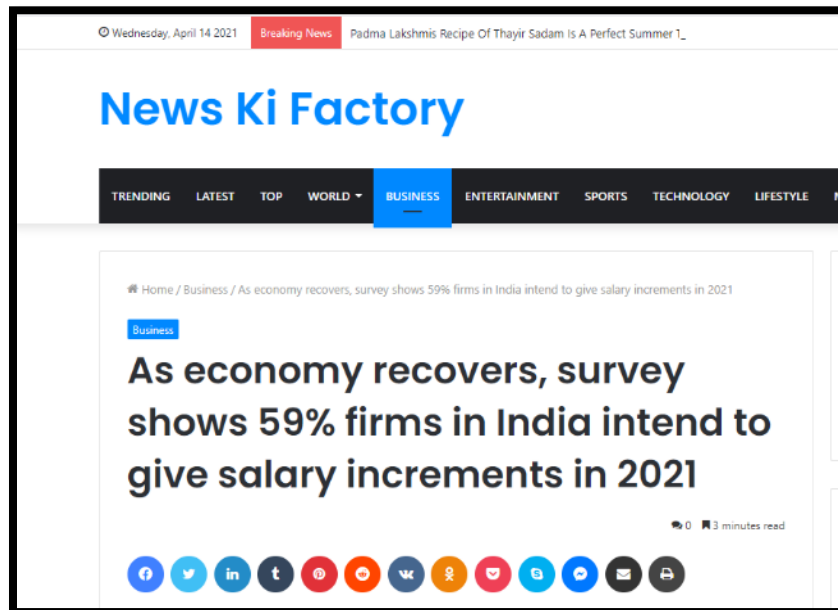 Wednesday, April 14 2021 Breaking News Padma Lakshmis Recipe Of Thayir Sadam Is A Perfect Summer T_
News Ki Factory
TRENDING LATEST TOP WORLD BUSINESS ENTERTAINMENT SPORTS TECHNOLOGY LIFESTYLE
Home / Business / As economy recovers, survey shows 59% firms in India intend to give salary increments in 2021
Business
As economy recovers, survey
shows 59% firms in India intend to
give salary increments in 2021
0 3 minutes read